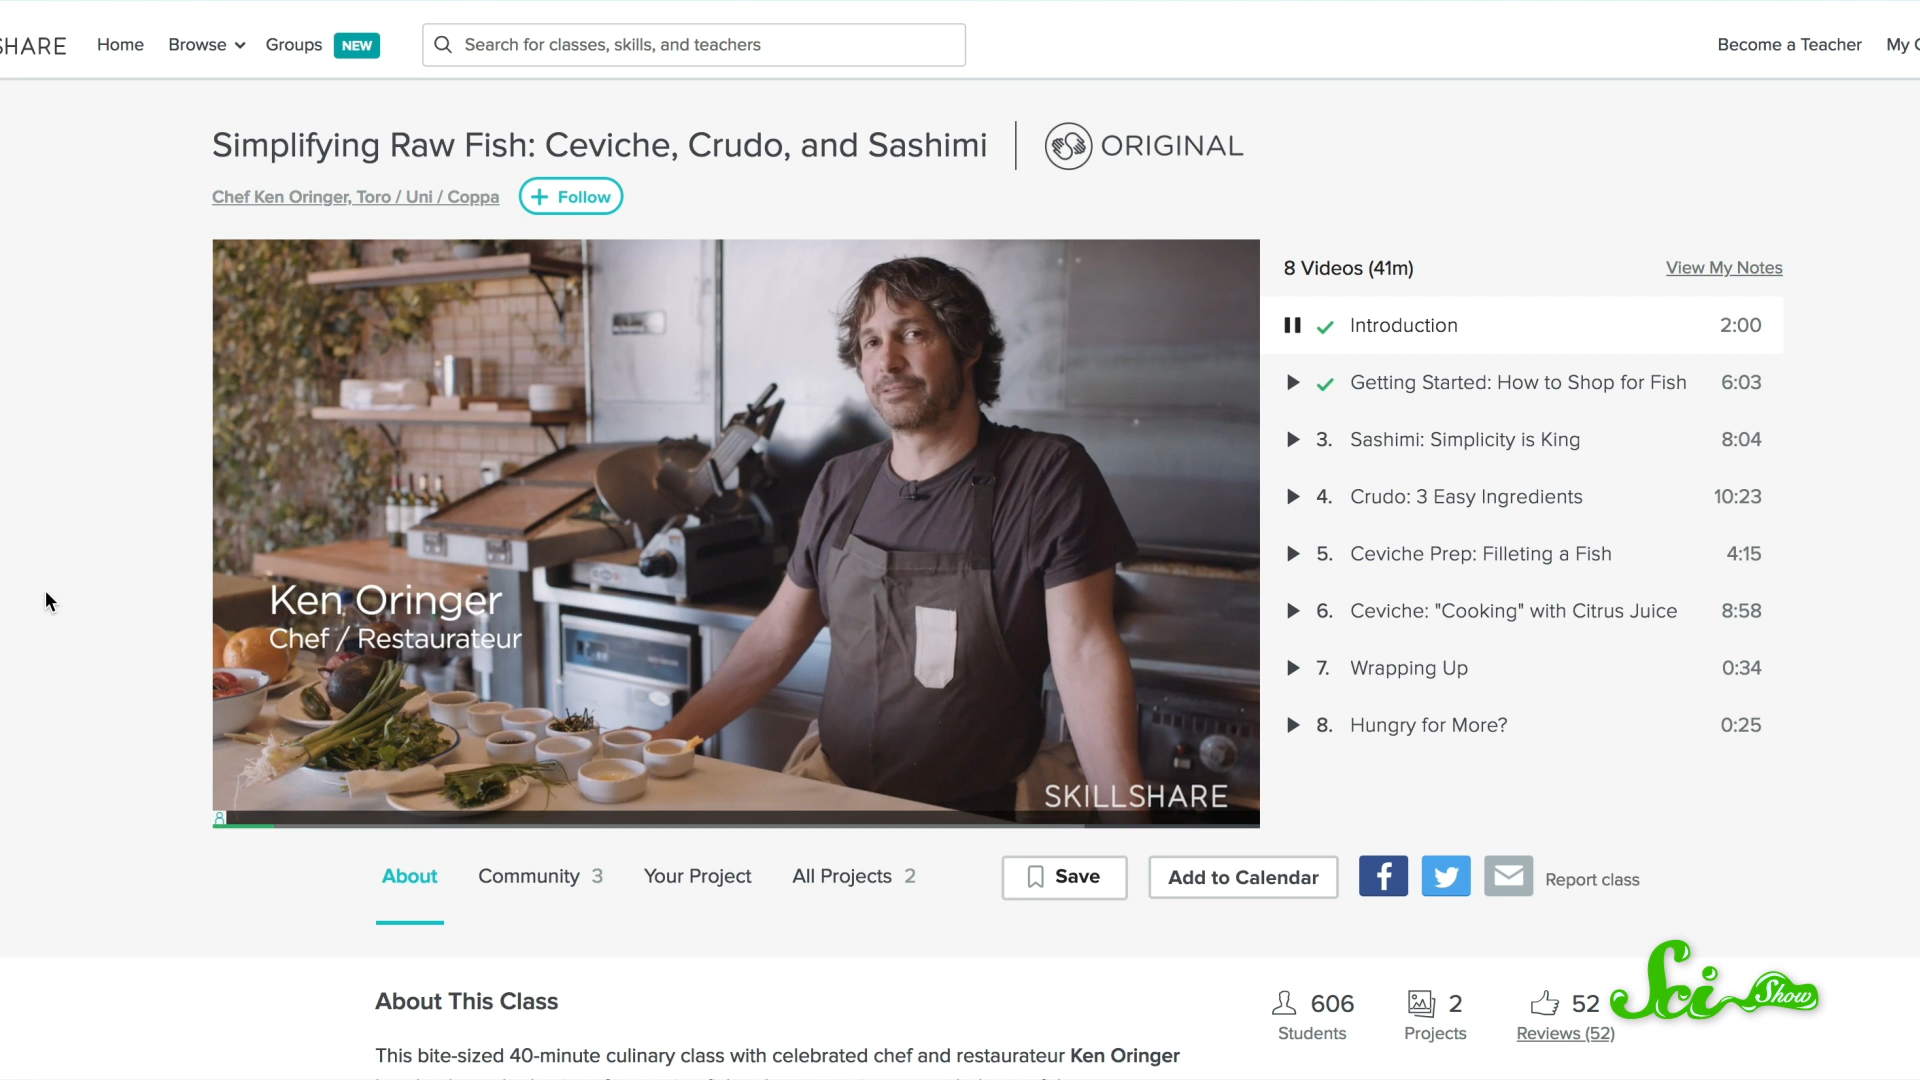 SHARE Home Browse Groups NEW Search for classes, skills, and teachers Become a Teacher My
Simplifying Raw Fish: Ceviche, Crudo, and Sashimi ORIGINAL
Chef Ken Oringer, Toro / Uni / Coppa + Follow
8 Videos (41m) View My Notes
Introduction 2:00
Getting Started: How to Shop for Fish 6:03
3. Sashimi: Simplicity is King 8:04
4. Crudo: 3 Easy Ingredients 10:23
5. Ceviche Prep: Filleting a Fish 4:15
6. Ceviche: "Cooking" with Citrus Juice 8:58
7. Wrapping Up 0:34
8. Hungry for More? 0:25
Ken Oringer
Chef / Restaurateur
SKILLSHARE
About Community 3 Your Project All Projects 2 Save Add to Calendar Report class
About This Class
606 2 52
Students Projects Reviews (52)
Sci Show
This bite-sized 40-minute culinary class with celebrated chef and restaurateur Ken Oringer